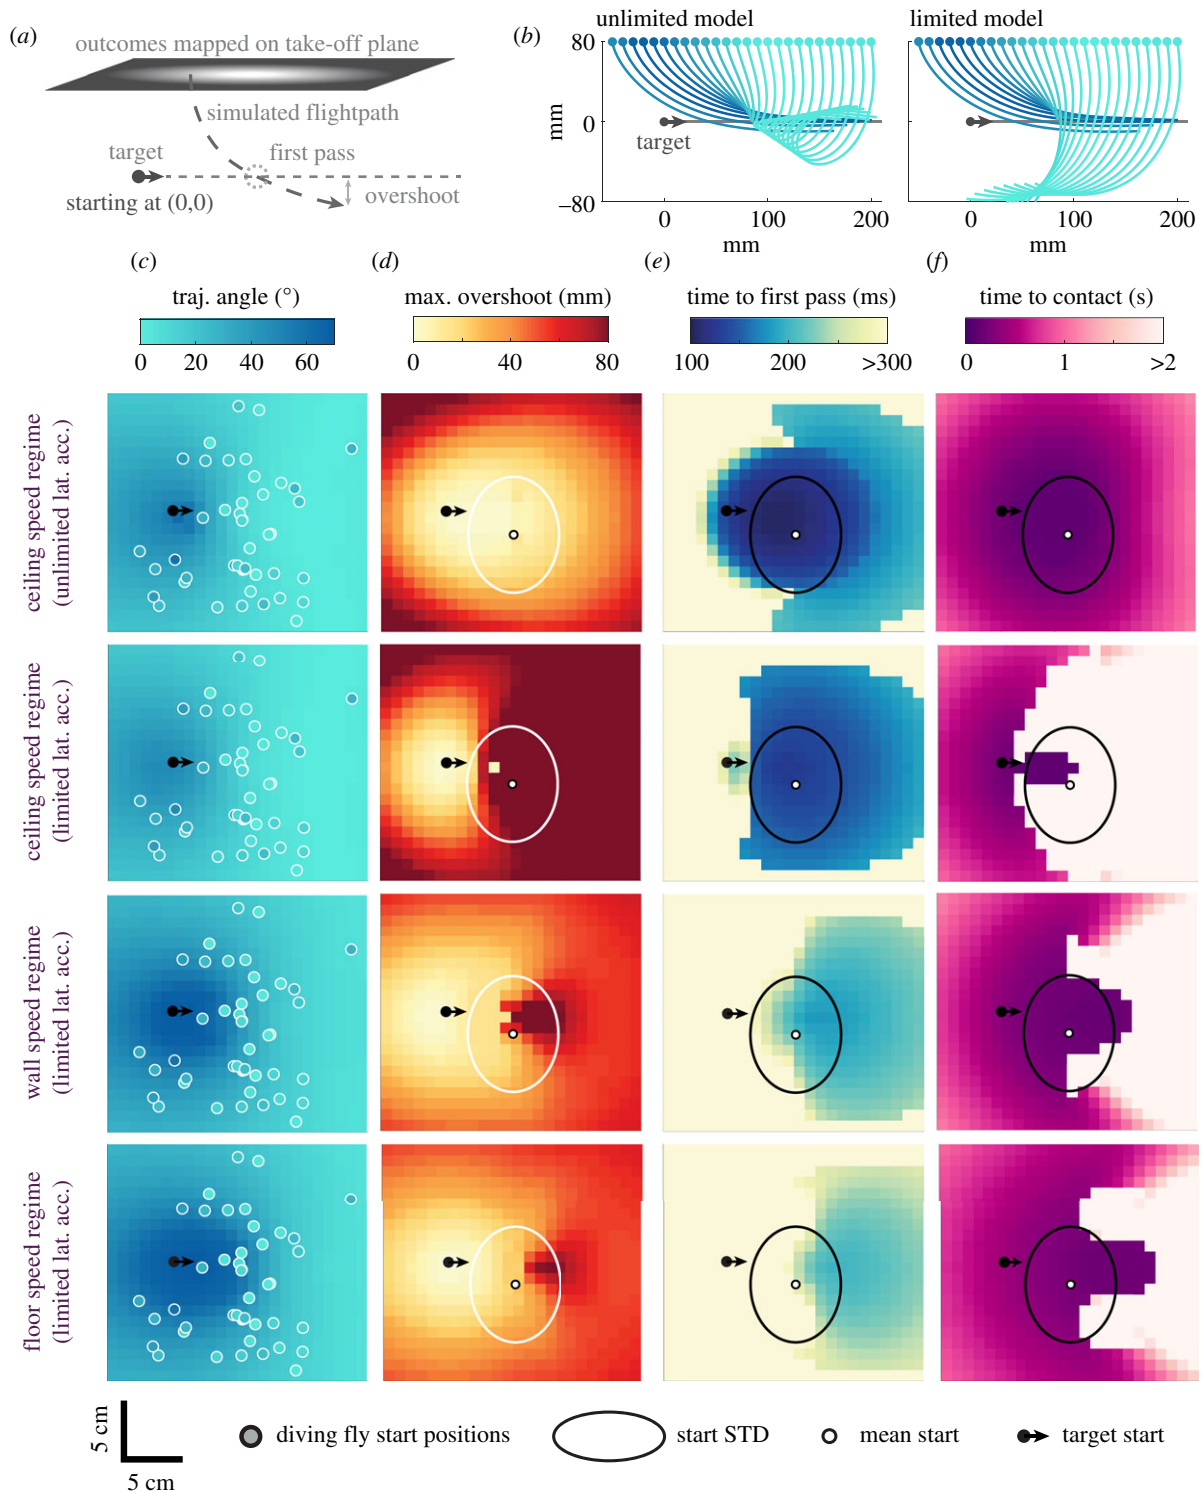 (a)
outcomes mapped on take-off plane
simulated flightpath
target
first pass
starting at (0,0)
overshoot
(b)
unlimited model
limited model
80
0
−80
mm
target
0
100
200
mm
0
100
200
mm
(c)
(d)
(e)
(f)
traj. angle (°)
0 20 40 60
max. overshoot (mm)
0 40 80
time to first pass (ms)
100 200 >300
time to contact (s)
0 1 >2
ceiling speed regime
(unlimited lat. acc.)
ceiling speed regime
(limited lat. acc.)
wall speed regime
(limited lat. acc.)
floor speed regime
(limited lat. acc.)
5 cm
5 cm
diving fly start positions
start STD
mean start
target start